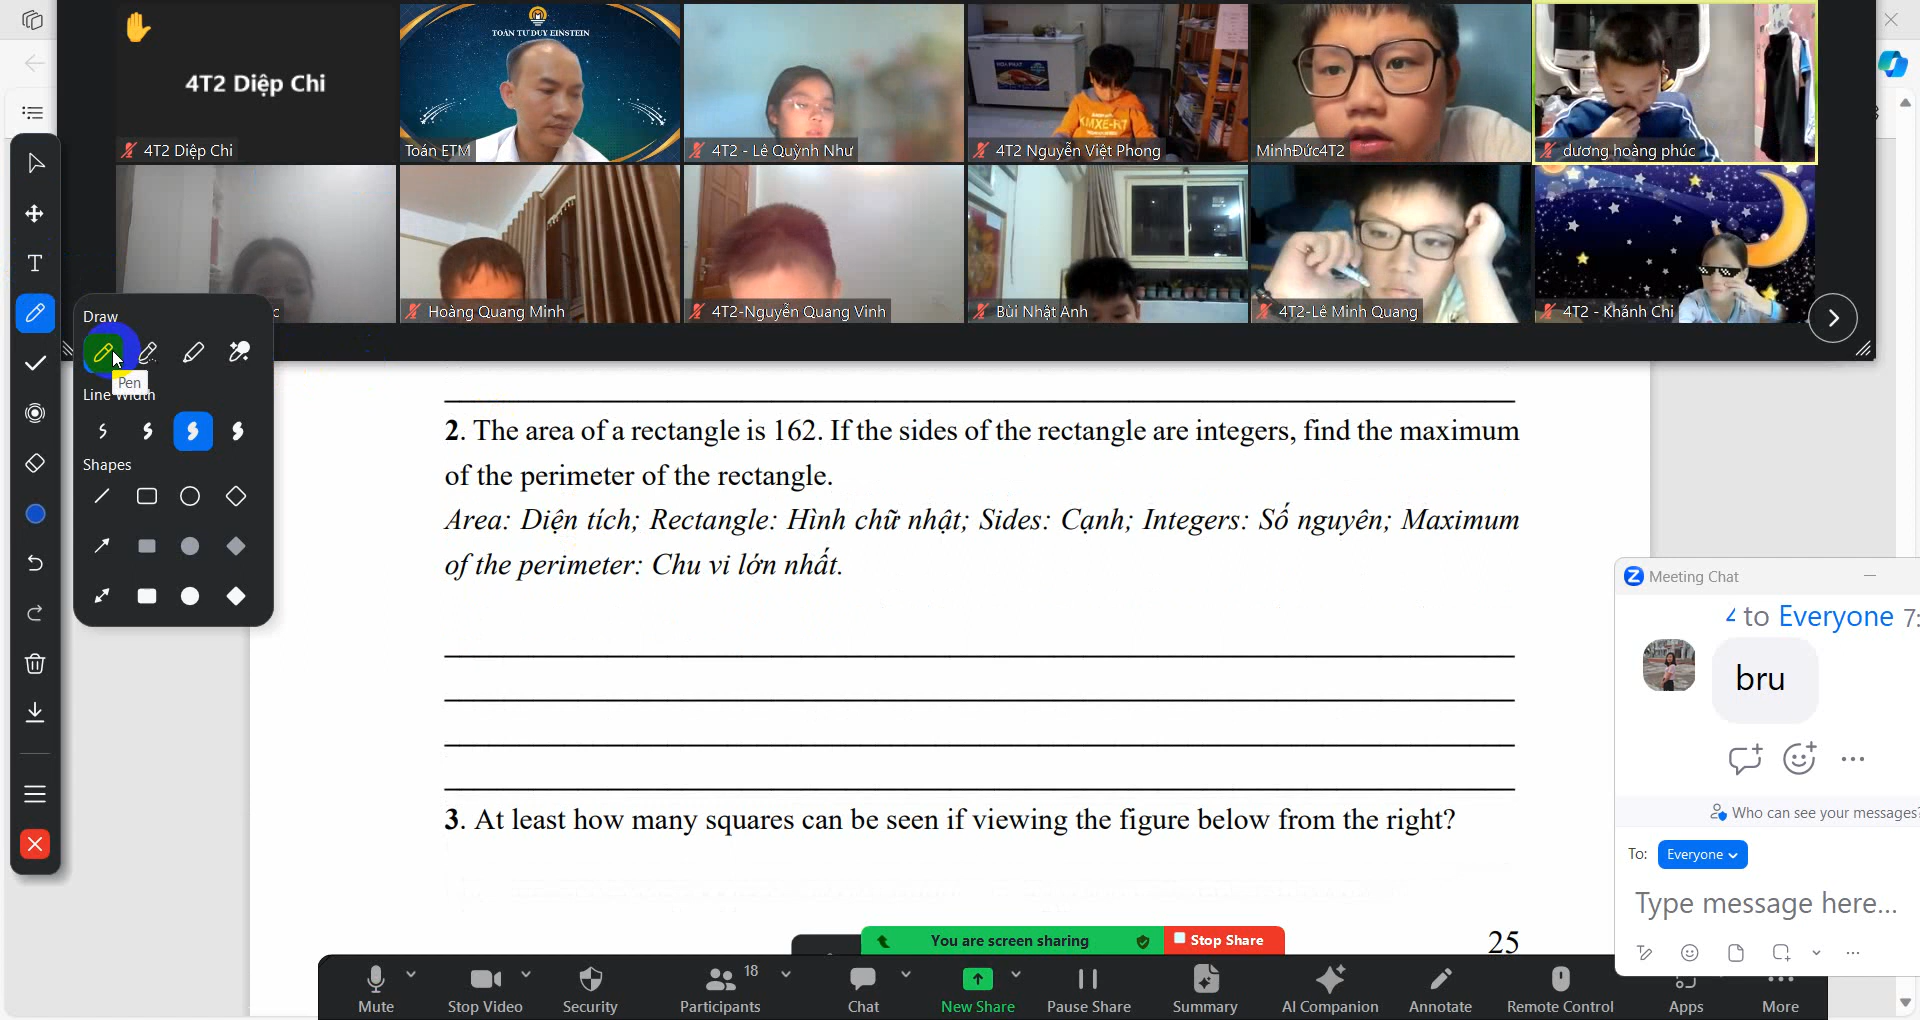 4T2 Diệp Chi
4T2 Diệp Chi
TOÁN TƯ DUY EINSTEIN
Toán ETM
4T2 - Lê Quỳnh Như
HÒA PHÁT
KMXE-RT
4T2 Nguyễn Việt Phong
MinhĐức4T2
dương hoàng phúc
c
Hoàng Quang Minh
4T2-Nguyễn Quang Vinh
Bùi Nhật Anh
4T2-Lê Minh Quang
4T2 - Khánh Chi
Draw
Pen
Line Width
Shapes
2. The area of a rectangle is 162. If the sides of the rectangle are integers, find the maximum
of the perimeter of the rectangle.
Area: Diện tích; Rectangle: Hình chữ nhật; Sides: Cạnh; Integers: Số nguyên; Maximum
of the perimeter: Chu vi lớn nhất.
3. At least how many squares can be seen if viewing the figure below from the right?
25
Meeting Chat
4 to Everyone 7:
bru
Who can see your messages?
To: Everyone
Type message here...
You are screen sharing
Stop Share
Mute
Stop Video
Security
Participants
18
Chat
New Share
Pause Share
Summary
AI Companion
Annotate
Remote Control
Apps
More